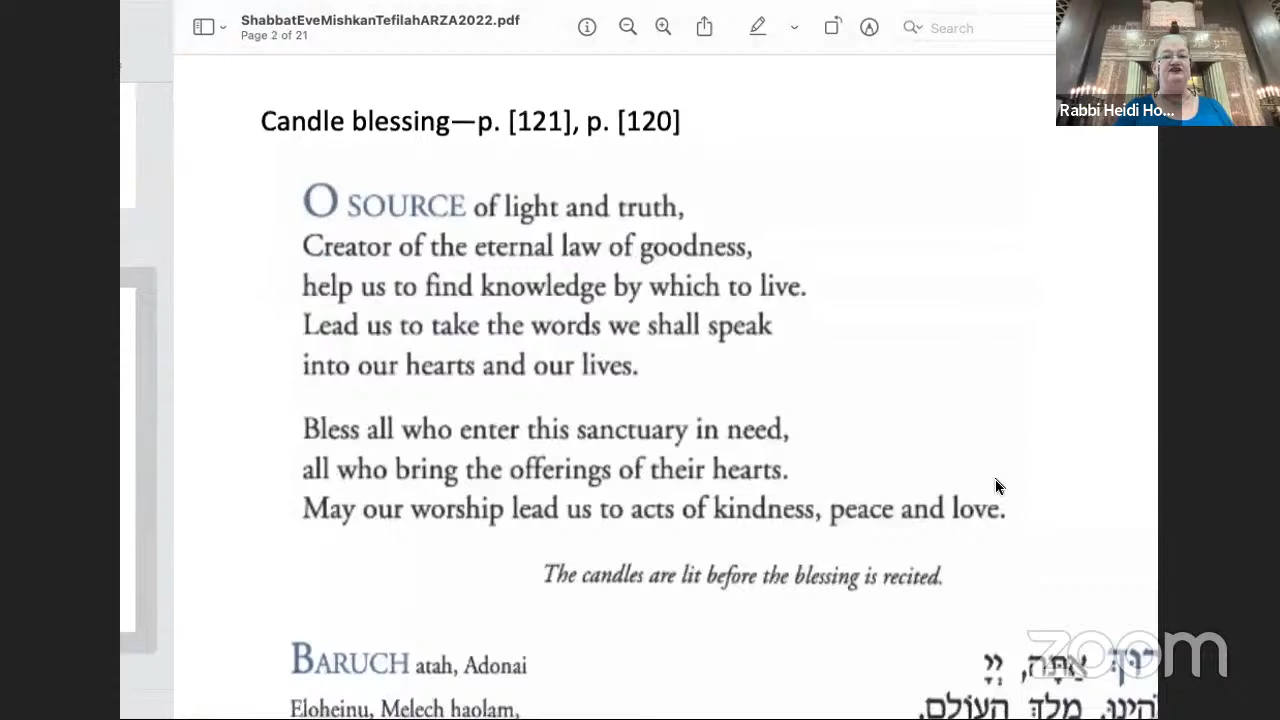 ShabbatEveMishkanTefilahARZA2022.pdf
Page 2 of 21
Search
Rabbi Heidi Ho...
Candle blessing—p. [121], p. [120]
O SOURCE of light and truth,
Creator of the eternal law of goodness,
help us to find knowledge by which to live.
Lead us to take the words we shall speak
into our hearts and our lives.
Bless all who enter this sanctuary in need,
all who bring the offerings of their hearts.
May our worship lead us to acts of kindness, peace and love.
The candles are lit before the blessing is recited.
BARUCH atah, Adonai
אַתָּה, יְיָ
Eloheinu, Melech haolam,
מֶלֶךְ הָעוֹלָם,
zoom